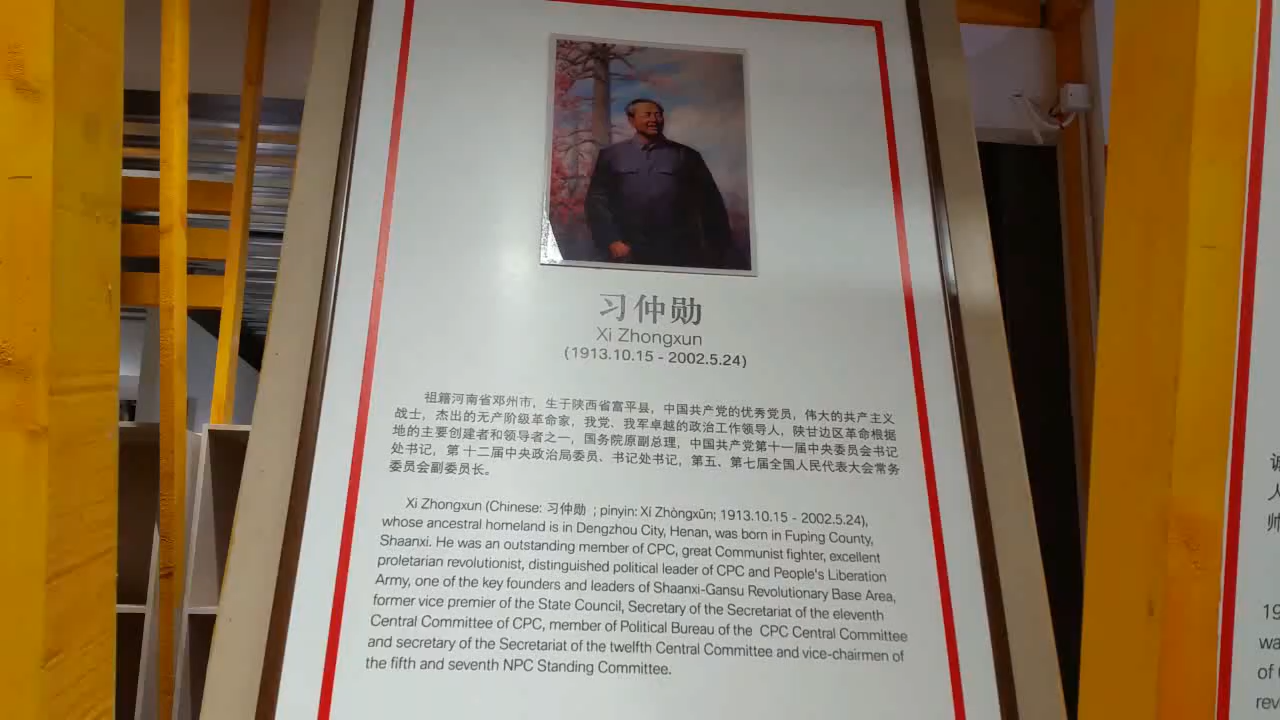 习仲勋
Xi Zhongxun
(1913.10.15 - 2002.5.24)
祖籍河南省邓州市，生于陕西省富平县，中国共产党的优秀党员，伟大的共产主义
战士，杰出的无产阶级革命家，我党、我军卓越的政治工作领导人，陕甘边区革命根据
地的主要创建者和领导者之一，国务院原副总理，中国共产党第十一届中央委员会书记
处书记，第十二届中央政治局委员、书记处书记，第五、第七届全国人民代表大会常务
委员会副委员长。
Xi Zhongxun (Chinese: 习仲勋 ; pinyin: Xí Zhòngxūn; 1913.10.15 - 2002.5.24),
whose ancestral homeland is in Dengzhou City, Henan, was born in Fuping County,
Shaanxi. He was an outstanding member of CPC, great Communist fighter, excellent
proletarian revolutionist, distinguished political leader of CPC and People's Liberation
Army, one of the key founders and leaders of Shaanxi-Gansu Revolutionary Base Area,
former vice premier of the State Council, Secretary of the Secretariat of the eleventh
Central Committee of CPC, member of Political Bureau of the CPC Central Committee
and secretary of the Secretariat of the twelfth Central Committee and vice-chairmen of
the fifth and seventh NPC Standing Committee.
人
帅
19
wa
of
rev